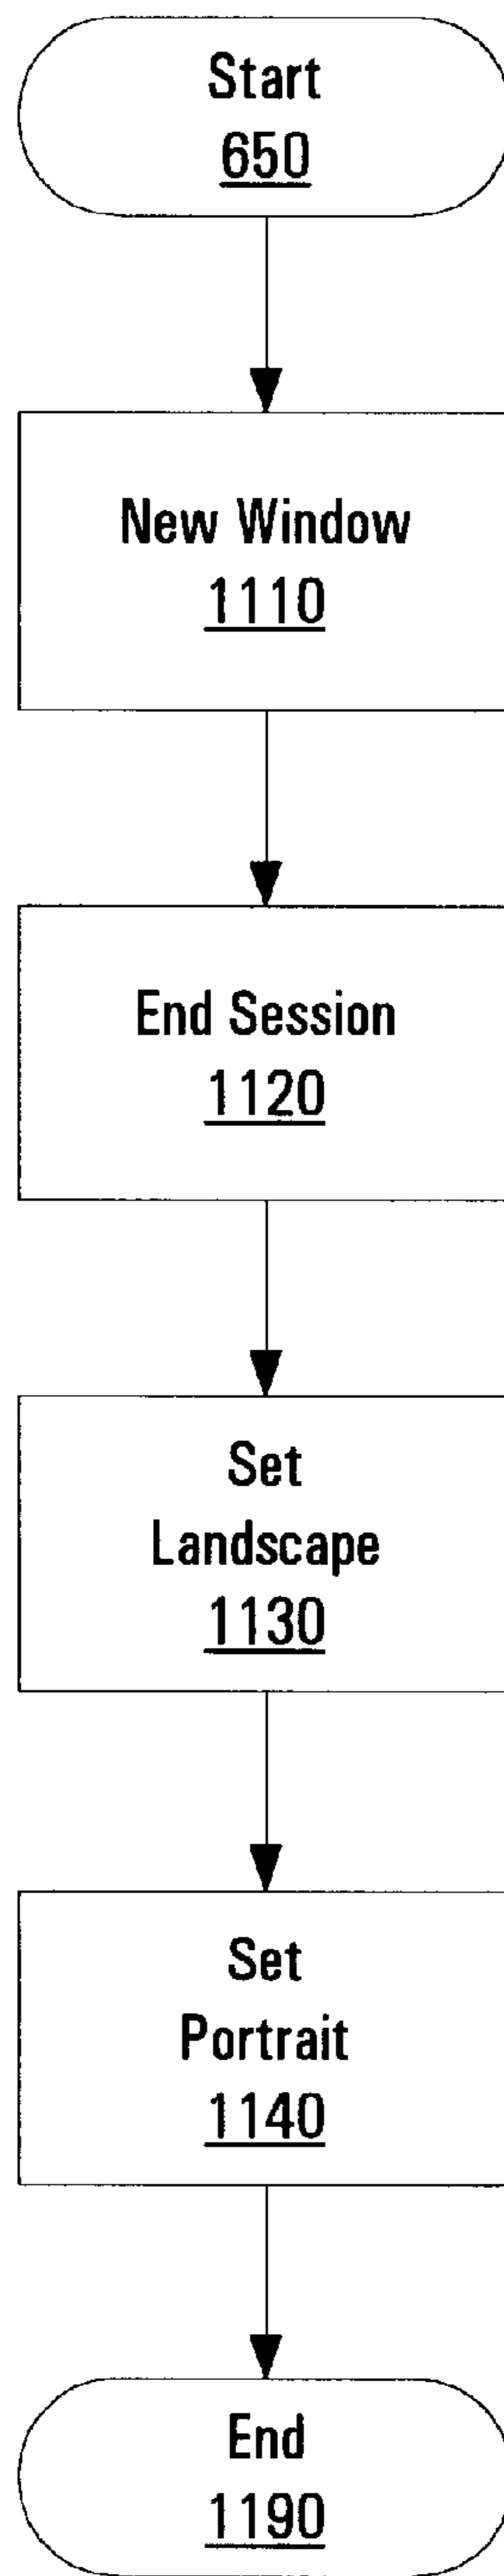 Start
650
New Window
1110
End Session
1120
Set
Landscape
1130
Set
Portrait
1140
End
1190